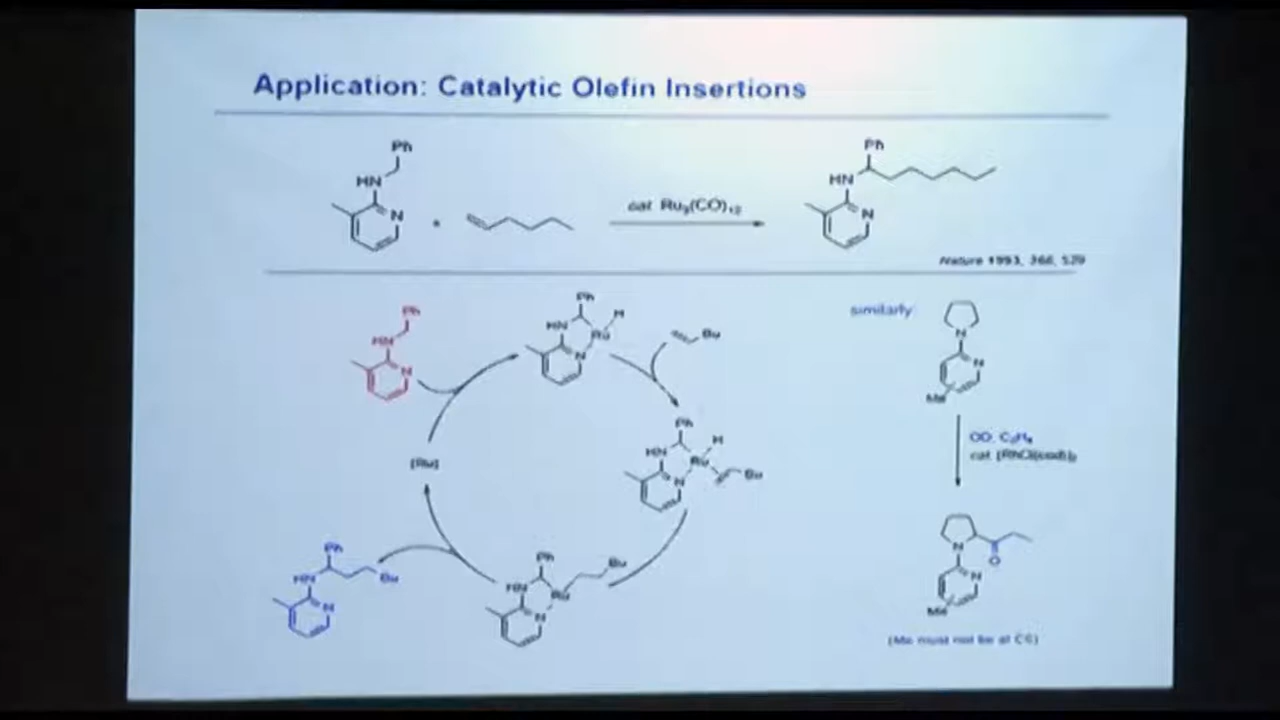 Application: Catalytic Olefin Insertions
Ph
HN
N
+
cat Ru3(CO)12
Ph
HN
N
Nature 1993, 366, 529
Ph
HN
N
Ph
H
HN
Ru
N
Bu
similarly
N
N
Me
Ph
H
HN
Ru
N
Bu
CO, C2H4
cat [RhCl(cod)]2
[Ru]
Ph
HN
Bu
N
Ph
Bu
HN
Ru
N
N
O
N
Me
(Me must not be at C6)